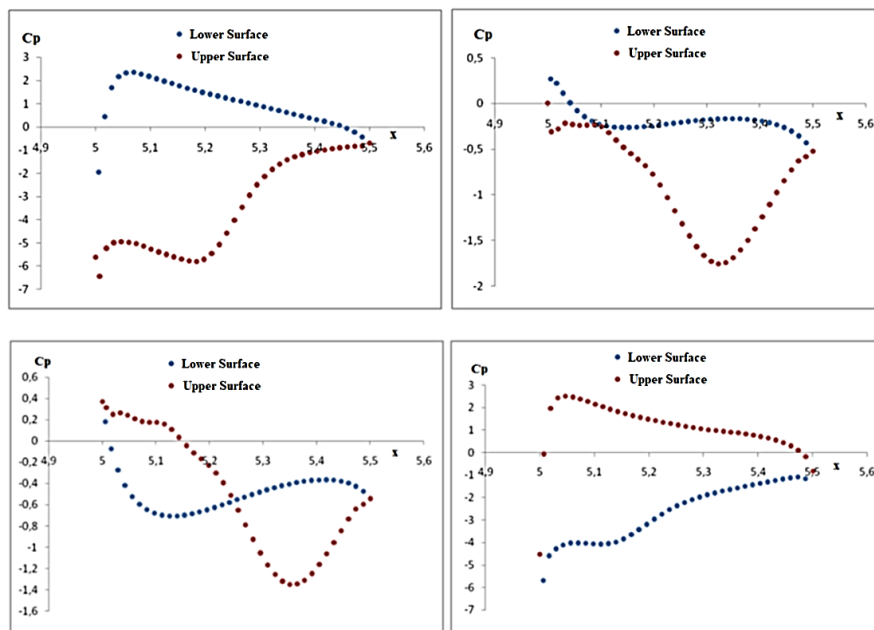 Cp
Lower Surface
Upper Surface
3
2
1
0
-1
-2
-3
-4
-5
-6
-7
4,9 5 5,1 5,2 5,3 5,4 5,5 5,6
x
Cp
Lower Surface
Upper Surface
0,5
0
-0,5
-1
-1,5
-2
4,9 5 5,1 5,2 5,3 5,4 5,5 5,6
x
Cp
Lower Surface
Upper Surface
0,6
0,4
0,2
0
-0,2
-0,4
-0,6
-0,8
-1
-1,2
-1,4
-1,6
4,9 5 5,1 5,2 5,3 5,4 5,5 5,6
x
Cp
Lower Surface
Upper Surface
3
2
1
0
-1
-2
-3
-4
-5
-6
-7
4,9 5 5,1 5,2 5,3 5,4 5,5 5,6
x